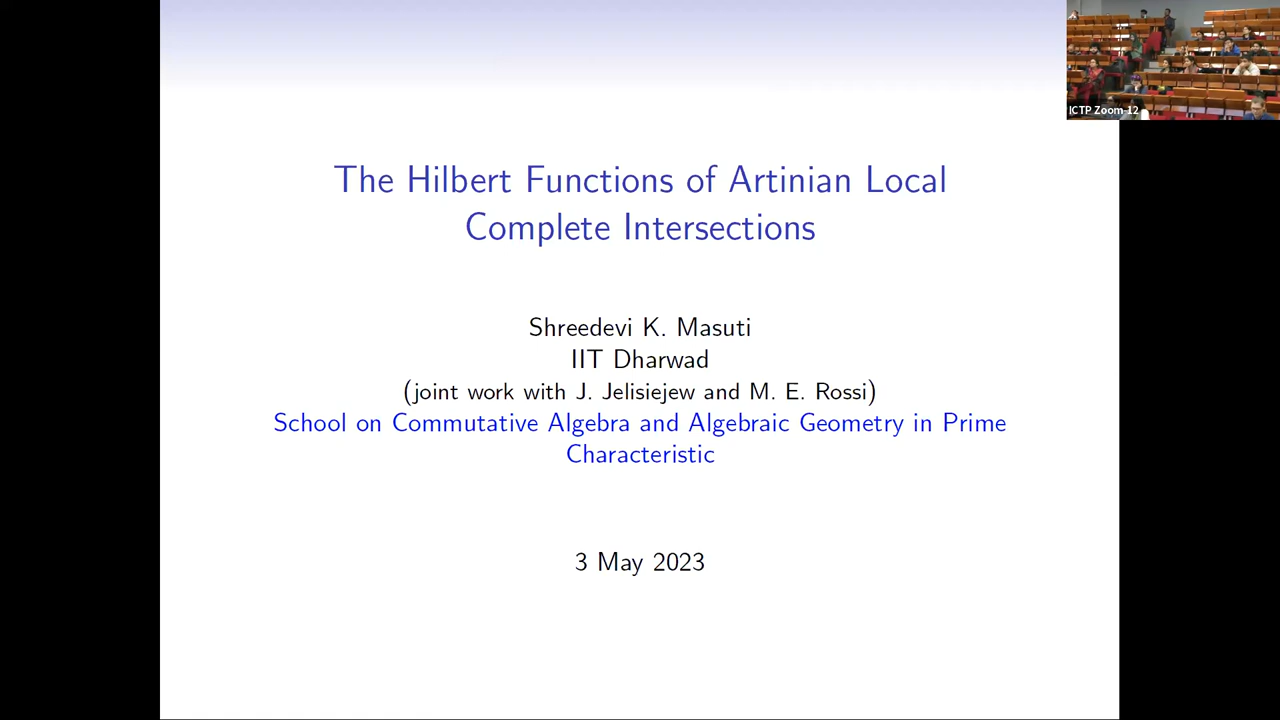 The Hilbert Functions of Artinian Local
Complete Intersections
Shreedevi K. Masuti
IIT Dharwad
(joint work with J. Jelisiejew and M. E. Rossi)
School on Commutative Algebra and Algebraic Geometry in Prime
Characteristic
3 May 2023
ICTP Zoom-12